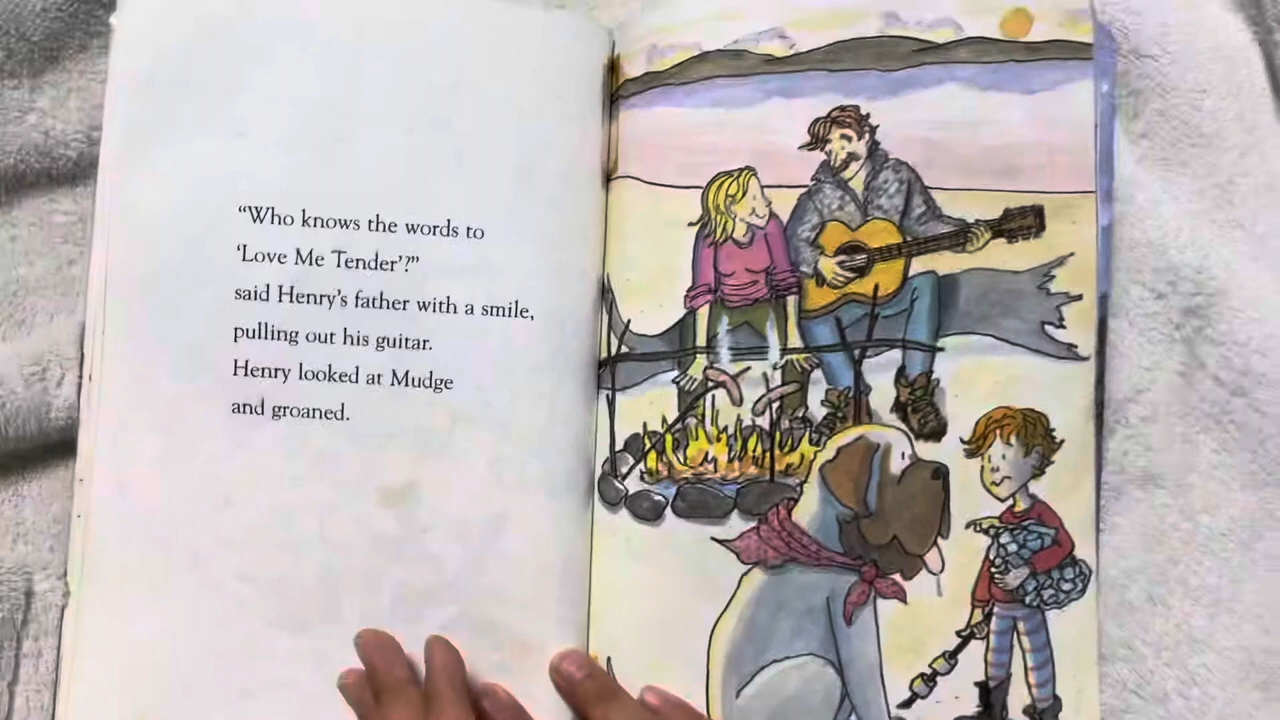 “Who knows the words to
‘Love Me Tender’?”
said Henry’s father with a smile,
pulling out his guitar.
Henry looked at Mudge
and groaned.